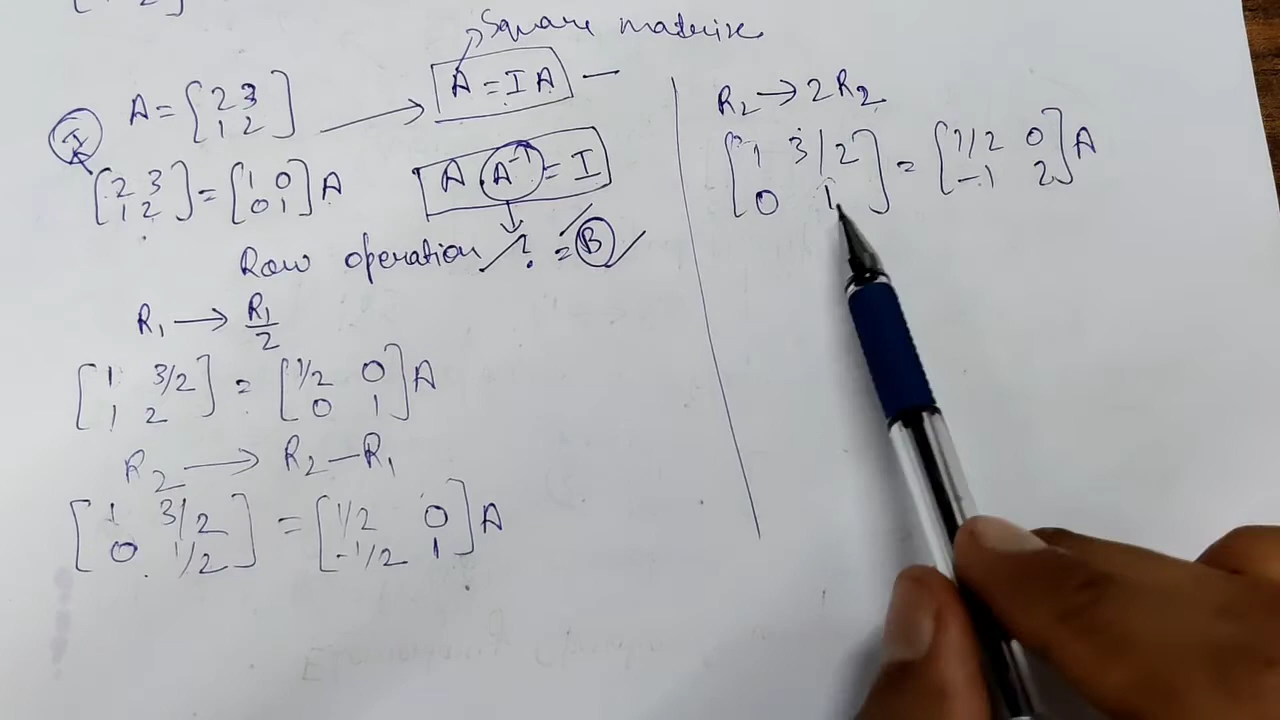 Square matrix
A = [2 3
1 2]
A = I A —
(I)
[2 3
1 2] = [1 0
0 1] A
A A⁻¹ = I
Row operation ? = B
R₁ → R₁/2
[1 3/2
1 2] = [1/2 0
0 1] A
R₂ → R₂ — R₁
[1 3/2
0 1/2] = [1/2 0
-1/2 1] A
R₂ → 2R₂
[1 3/2
0 1] = [1/2 0
-1 2] A